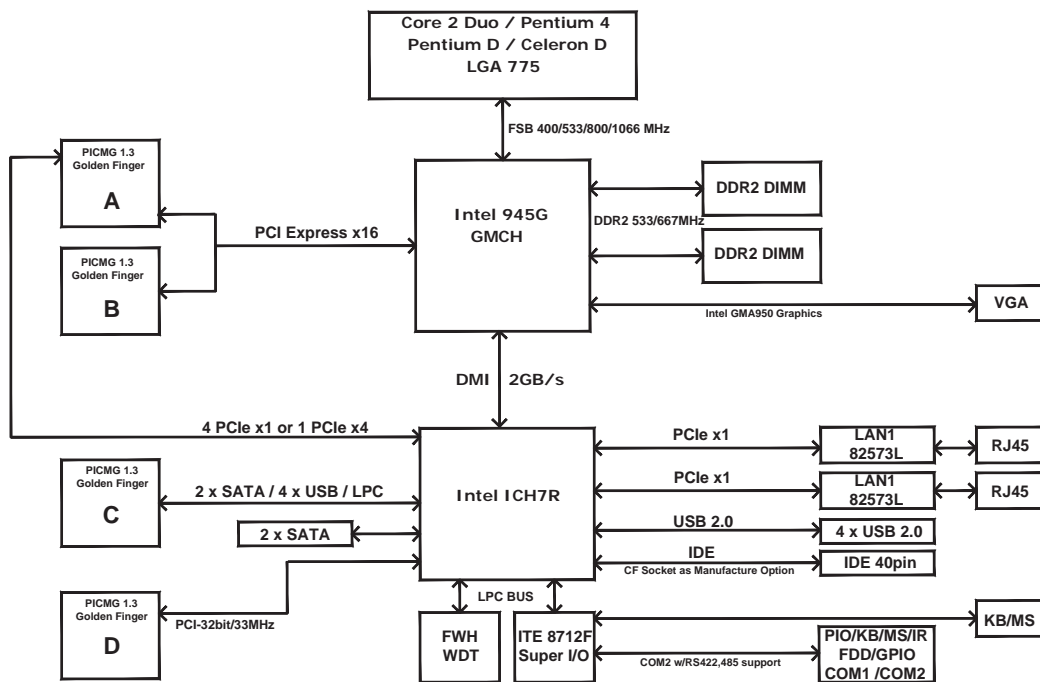 Core 2 Duo / Pentium 4
Pentium D / Celeron D
LGA 775
FSB 400/533/800/1066 MHz
PICMG 1.3
Golden Finger
A
PICMG 1.3
Golden Finger
B
PCI Express x16
Intel 945G
GMCH
DDR2 DIMM
DDR2 533/667MHz
DDR2 DIMM
Intel GMA950 Graphics
VGA
DMI 2GB/s
4 PCIe x1 or 1 PCIe x4
PICMG 1.3
Golden Finger
C
2 x SATA / 4 x USB / LPC
2 x SATA
PICMG 1.3
Golden Finger
D
PCI-32bit/33MHz
Intel ICH7R
PCIe x1
LAN1
82573L
RJ45
PCIe x1
LAN1
82573L
RJ45
USB 2.0
4 x USB 2.0
IDE
CF Socket as Manufacture Option
IDE 40pin
LPC BUS
FWH
WDT
ITE 8712F
Super I/O
KB/MS
COM2 w/RS422,485 support
PIO/KB/MS/IR
FDD/GPIO
COM1 /COM2